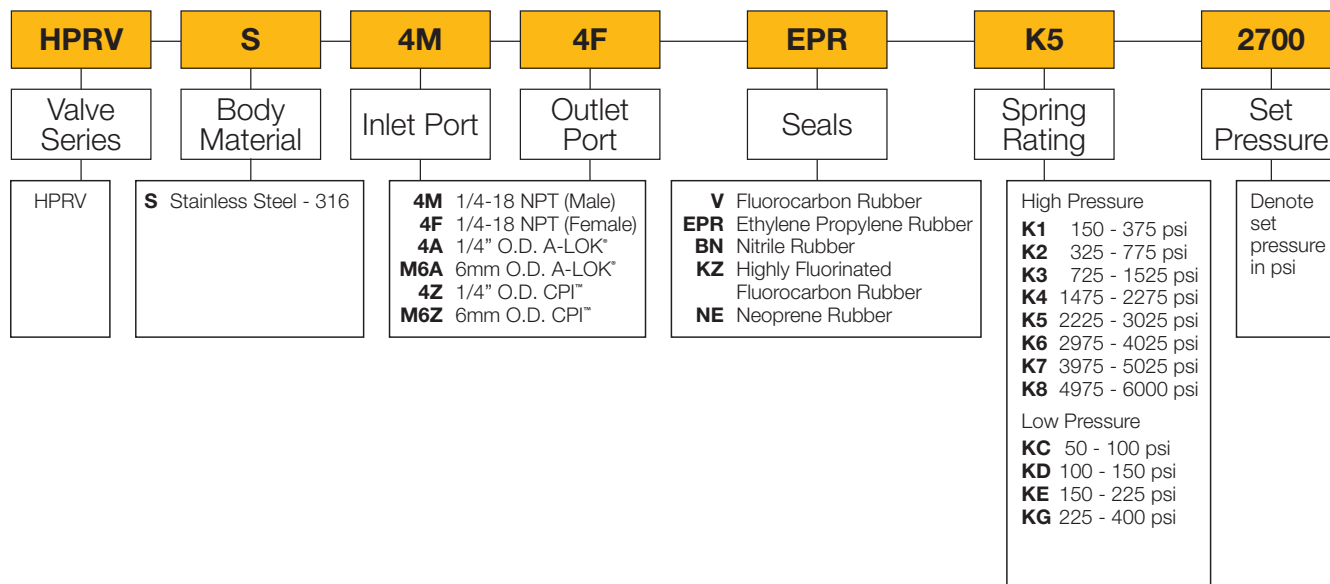 HPRV S 4M 4F EPR K5 2700
Valve Series
Body Material
Inlet Port
Outlet Port
Seals
Spring Rating
Set Pressure
HPRV
S Stainless Steel - 316
4M 1/4-18 NPT (Male)
4F 1/4-18 NPT (Female)
4A 1/4” O.D. A-LOK®
M6A 6mm O.D. A-LOK®
4Z 1/4” O.D. CPI™
M6Z 6mm O.D. CPI™
V Fluorocarbon Rubber
EPR Ethylene Propylene Rubber
BN Nitrile Rubber
KZ Highly Fluorinated
Fluorocarbon Rubber
NE Neoprene Rubber
High Pressure
K1 150 - 375 psi
K2 325 - 775 psi
K3 725 - 1525 psi
K4 1475 - 2275 psi
K5 2225 - 3025 psi
K6 2975 - 4025 psi
K7 3975 - 5025 psi
K8 4975 - 6000 psi
Low Pressure
KC 50 - 100 psi
KD 100 - 150 psi
KE 150 - 225 psi
KG 225 - 400 psi
Denote
set
pressure
in psi